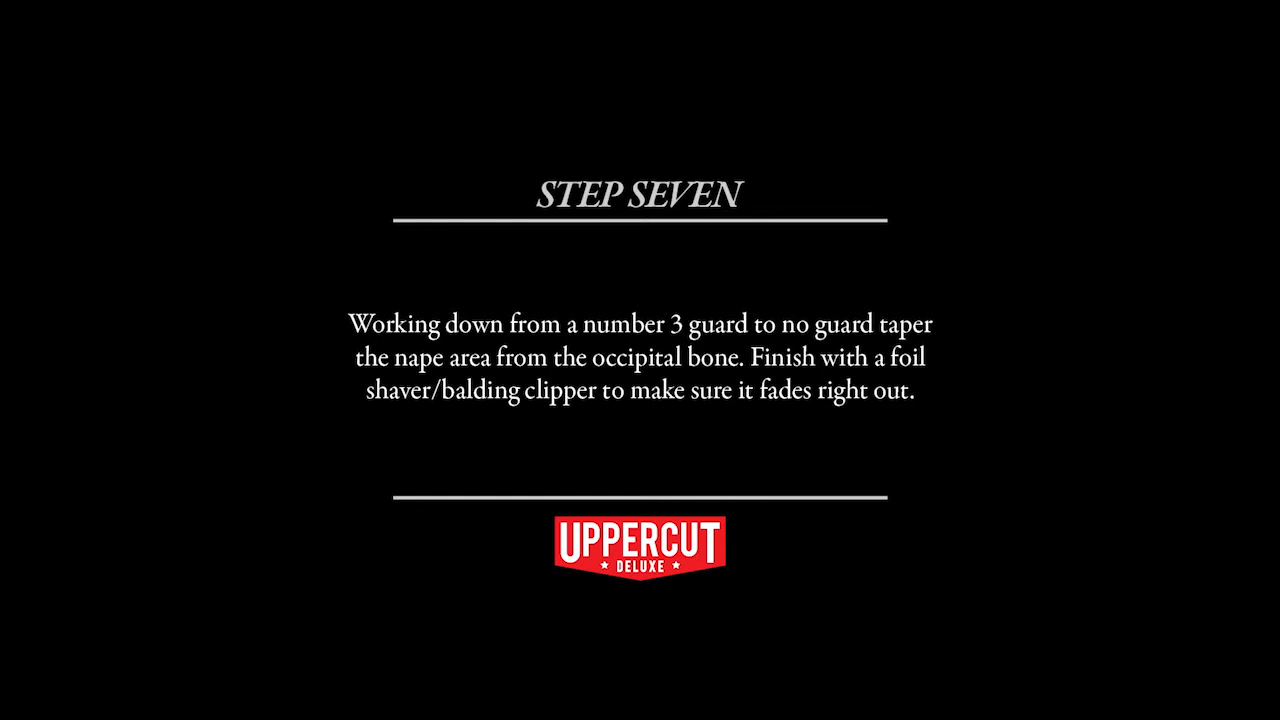 STEP SEVEN
Working down from a number 3 guard to no guard taper
the nape area from the occipital bone. Finish with a foil
shaver/balding clipper to make sure it fades right out.
UPPERCUT
DELUXE